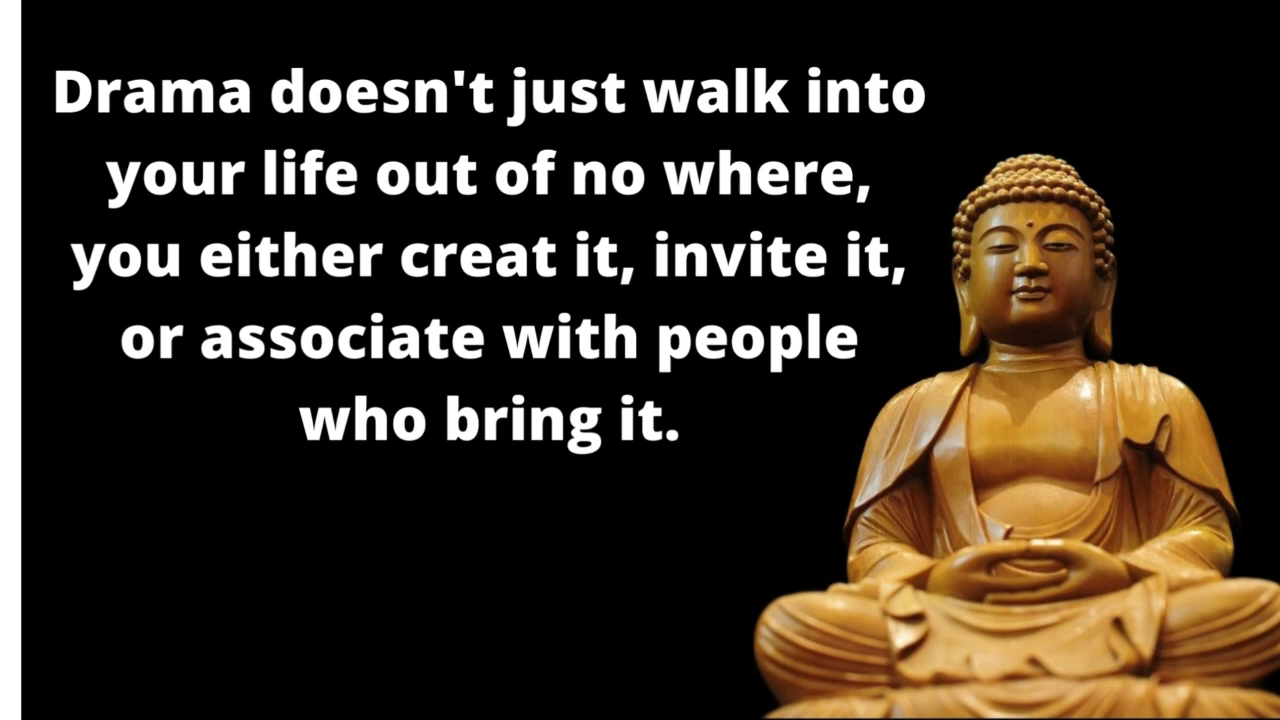 Drama doesn't just walk into
your life out of no where,
you either creat it, invite it,
or associate with people
who bring it.